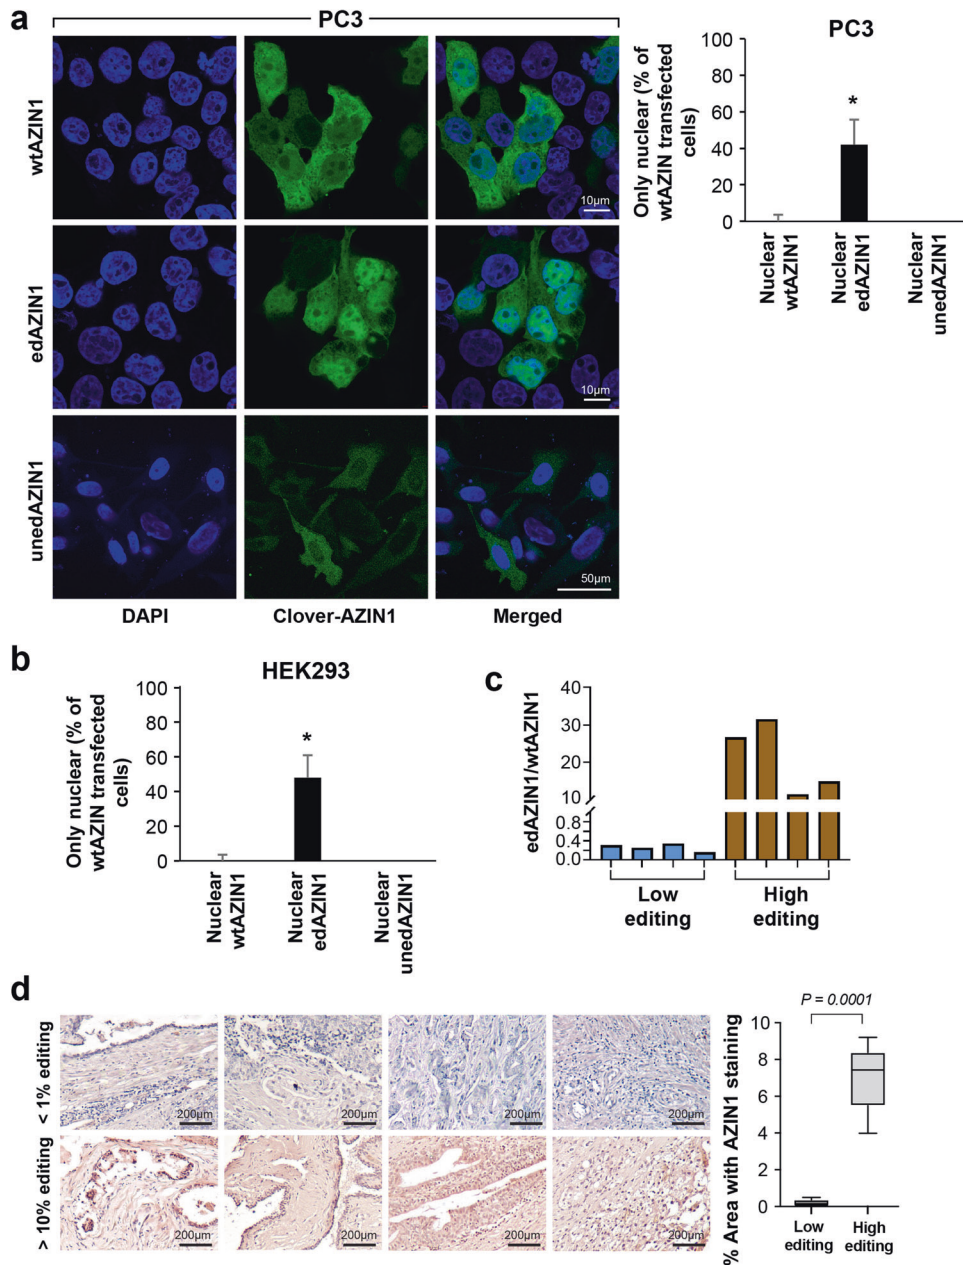 a
PC3
wtAZIN1
10µm
edAZIN1
10µm
unedAZIN1
50µm
DAPI
Clover-AZIN1
Merged
PC3
Only nuclear (% of
wtAZIN transfected
cells)
100
80
60
40
20
0
*
Nuclear
wtAZIN1
Nuclear
edAZIN1
Nuclear
unedAZIN1
b
HEK293
Only nuclear (% of
wtAZIN transfected
cells)
100
80
60
40
20
0
*
Nuclear
wtAZIN1
Nuclear
edAZIN1
Nuclear
unedAZIN1
c
edAZIN1/wtAZIN1
40
30
20
10
0.8
0.4
0.0
Low
editing
High
editing
d
< 1% editing
200µm
200µm
200µm
200µm
> 10% editing
200µm
200µm
200µm
200µm
P = 0.0001
% Area with AZIN1 staining
10
8
6
4
2
0
Low
editing
High
editing